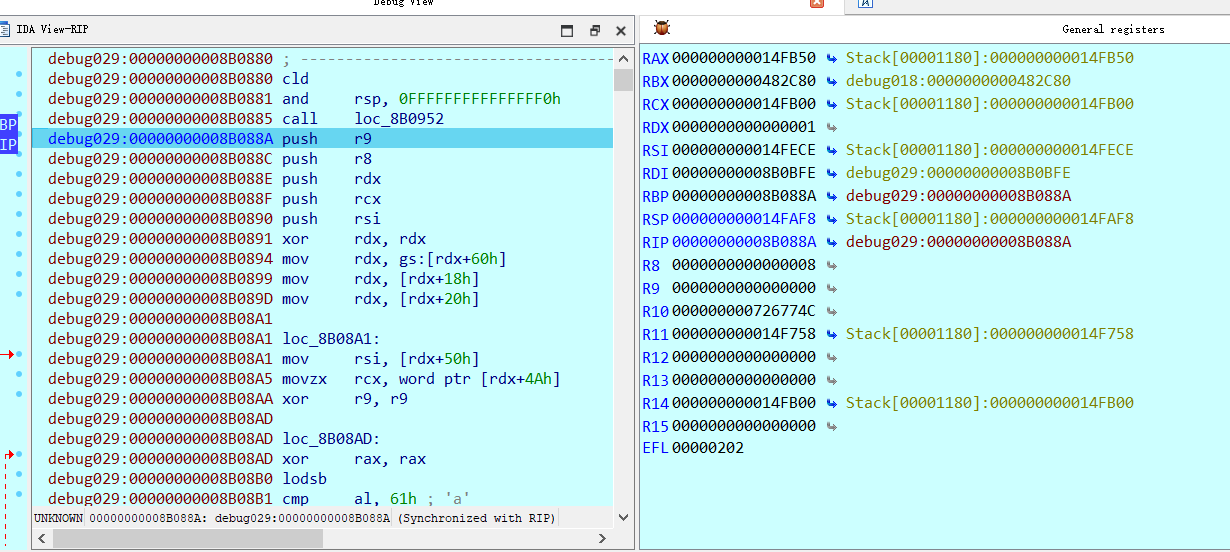 Debug View
IDA View-RIP
General registers
debug029:00000000008B0880 ; -----------------------------------
debug029:00000000008B0880 cld
debug029:00000000008B0881 and rsp, 0FFFFFFFFFFFFFFF0h
debug029:00000000008B0885 call loc_8B0952
debug029:00000000008B088A push r9
debug029:00000000008B088C push r8
debug029:00000000008B088E push rdx
debug029:00000000008B088F push rcx
debug029:00000000008B0890 push rsi
debug029:00000000008B0891 xor rdx, rdx
debug029:00000000008B0894 mov rdx, gs:[rdx+60h]
debug029:00000000008B0899 mov rdx, [rdx+18h]
debug029:00000000008B089D mov rdx, [rdx+20h]
debug029:00000000008B08A1
debug029:00000000008B08A1 loc_8B08A1:
debug029:00000000008B08A1 mov rsi, [rdx+50h]
debug029:00000000008B08A5 movzx rcx, word ptr [rdx+4Ah]
debug029:00000000008B08AA xor r9, r9
debug029:00000000008B08AD
debug029:00000000008B08AD loc_8B08AD:
debug029:00000000008B08AD xor rax, rax
debug029:00000000008B08B0 lodsb
debug029:00000000008B08B1 cmp al, 61h ; 'a'
BP
IP
UNKNOWN 00000000008B088A: debug029:00000000008B088A (Synchronized with RIP)
RAX 000000000014FB50 Stack[00001180]:000000000014FB50
RBX 0000000000482C80 debug018:0000000000482C80
RCX 000000000014FB00 Stack[00001180]:000000000014FB00
RDX 0000000000000001
RSI 000000000014FECE Stack[00001180]:000000000014FECE
RDI 00000000008B0BFE debug029:00000000008B0BFE
RBP 00000000008B088A debug029:00000000008B088A
RSP 000000000014FAF8 Stack[00001180]:000000000014FAF8
RIP 00000000008B088A debug029:00000000008B088A
R8 0000000000000008
R9 0000000000000000
R10 000000000726774C
R11 000000000014F758 Stack[00001180]:000000000014F758
R12 0000000000000000
R13 0000000000000000
R14 000000000014FB00 Stack[00001180]:000000000014FB00
R15 0000000000000000
EFL 00000202